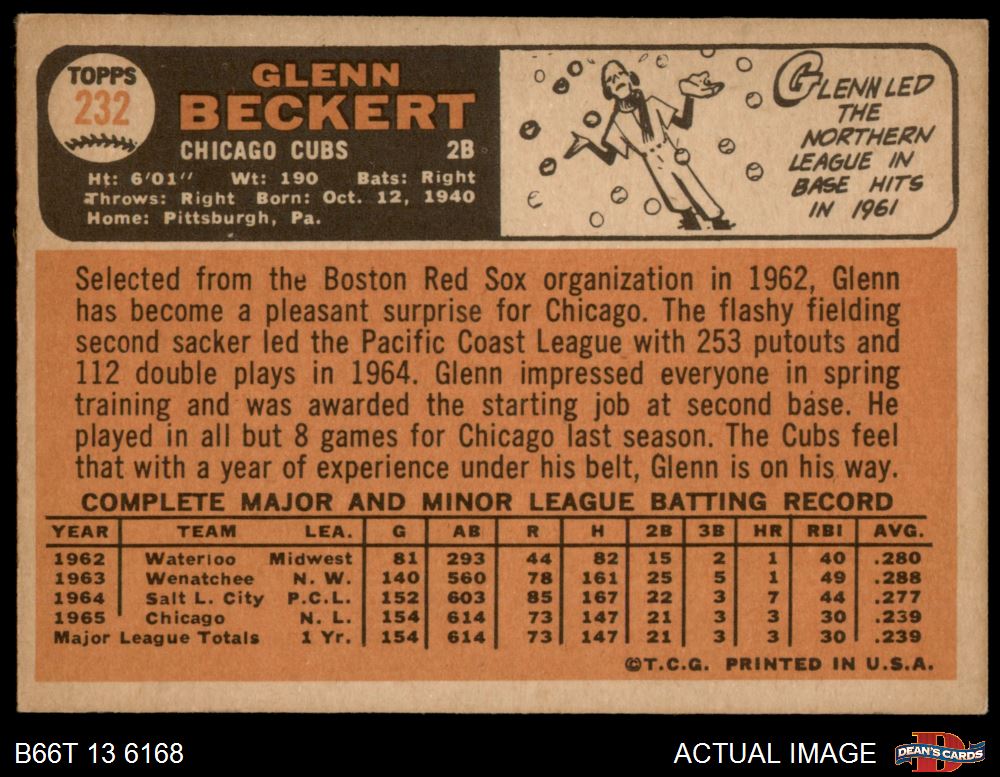 TOPPS
232
GLENN
BECKERT
CHICAGO CUBS 2B
Ht: 6'01" Wt: 190 Bats: Right
Throws: Right Born: Oct. 12, 1940
Home: Pittsburgh, Pa.
GLENN LED
THE
NORTHERN
LEAGUE IN
BASE HITS
IN 1961
Selected from the Boston Red Sox organization in 1962, Glenn
has become a pleasant surprise for Chicago. The flashy fielding
second sacker led the Pacific Coast League with 253 putouts and
112 double plays in 1964. Glenn impressed everyone in spring
training and was awarded the starting job at second base. He
played in all but 8 games for Chicago last season. The Cubs feel
that with a year of experience under his belt, Glenn is on his way.
COMPLETE MAJOR AND MINOR LEAGUE BATTING RECORD
YEAR TEAM LEA. G AB R H 2B 3B HR RBI AVG.
1962 Waterloo Midwest 81 293 44 82 15 2 1 40 .280
1963 Wenatchee N. W. 140 560 78 161 25 5 1 49 .288
1964 Salt L. City P.C.L. 152 603 85 167 22 3 7 44 .277
1965 Chicago N. L. 154 614 73 147 21 3 3 30 .239
Major League Totals 1 Yr. 154 614 73 147 21 3 3 30 .239
©T.C.G. PRINTED IN U.S.A.
B66T 13 6168 ACTUAL IMAGE DEAN'S CARDS